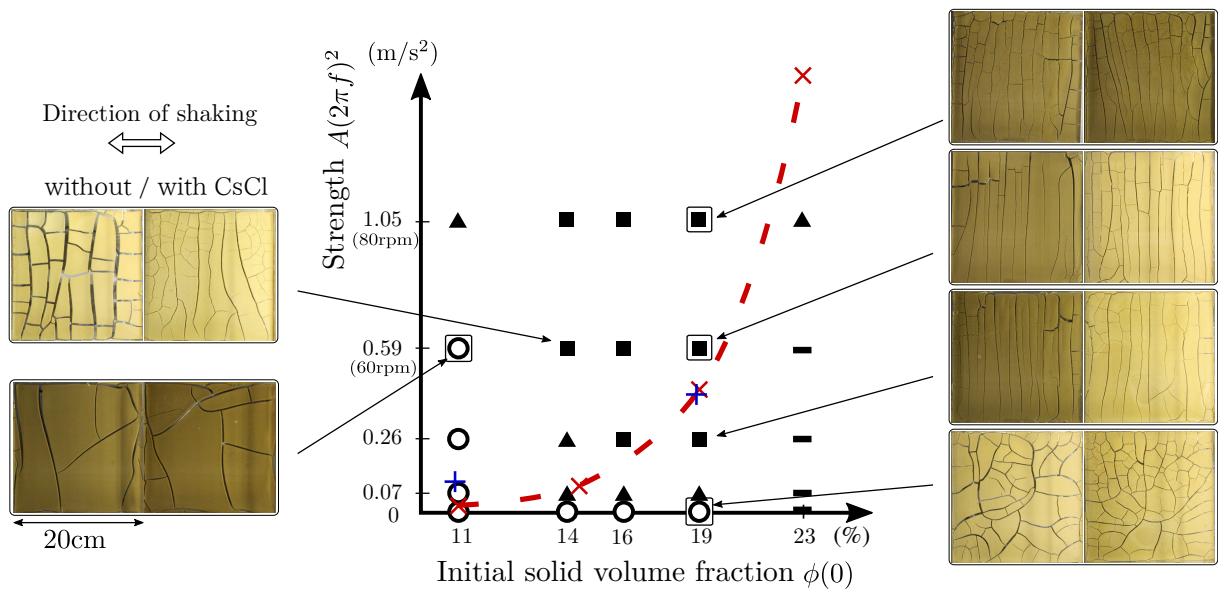 Direction of shaking
without / with CsCl
20cm
(m/s²)
Strength A(2πf)²
1.05
(80rpm)
0.59
(60rpm)
0.26
0.07
0
11 14 16 19 23 (%)
Initial solid volume fraction ϕ(0)